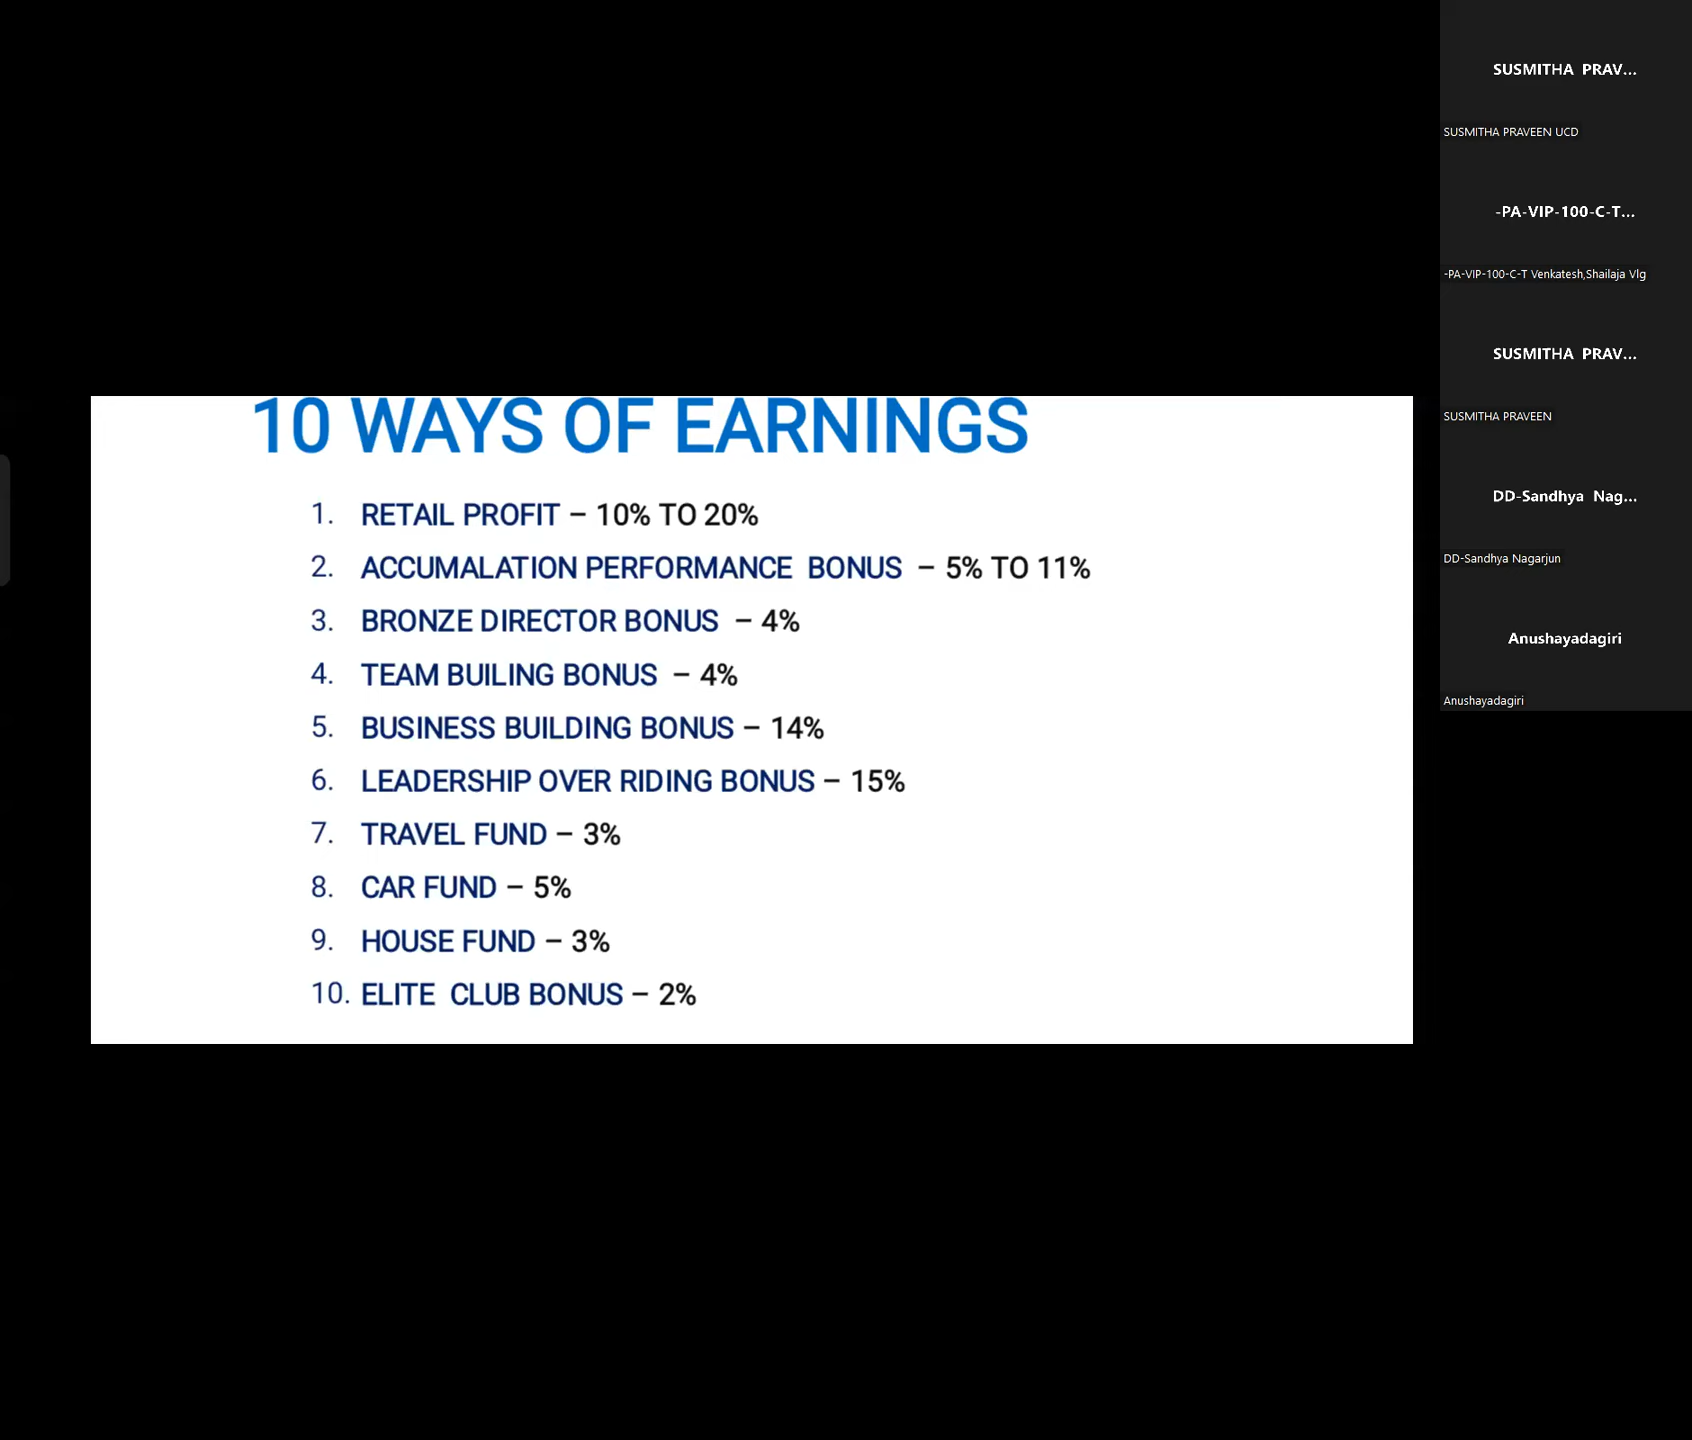 10 WAYS OF EARNINGS
1. RETAIL PROFIT – 10% TO 20%
2. ACCUMALATION PERFORMANCE BONUS – 5% TO 11%
3. BRONZE DIRECTOR BONUS – 4%
4. TEAM BUILING BONUS – 4%
5. BUSINESS BUILDING BONUS – 14%
6. LEADERSHIP OVER RIDING BONUS – 15%
7. TRAVEL FUND – 3%
8. CAR FUND – 5%
9. HOUSE FUND – 3%
10. ELITE CLUB BONUS – 2%
SUSMITHA PRAV...
SUSMITHA PRAVEEN UCD
-PA-VIP-100-C-T...
-PA-VIP-100-C-T Venkatesh,Shailaja Vlg
SUSMITHA PRAV...
SUSMITHA PRAVEEN
DD-Sandhya Nag...
DD-Sandhya Nagarjun
Anushayadagiri
Anushayadagiri